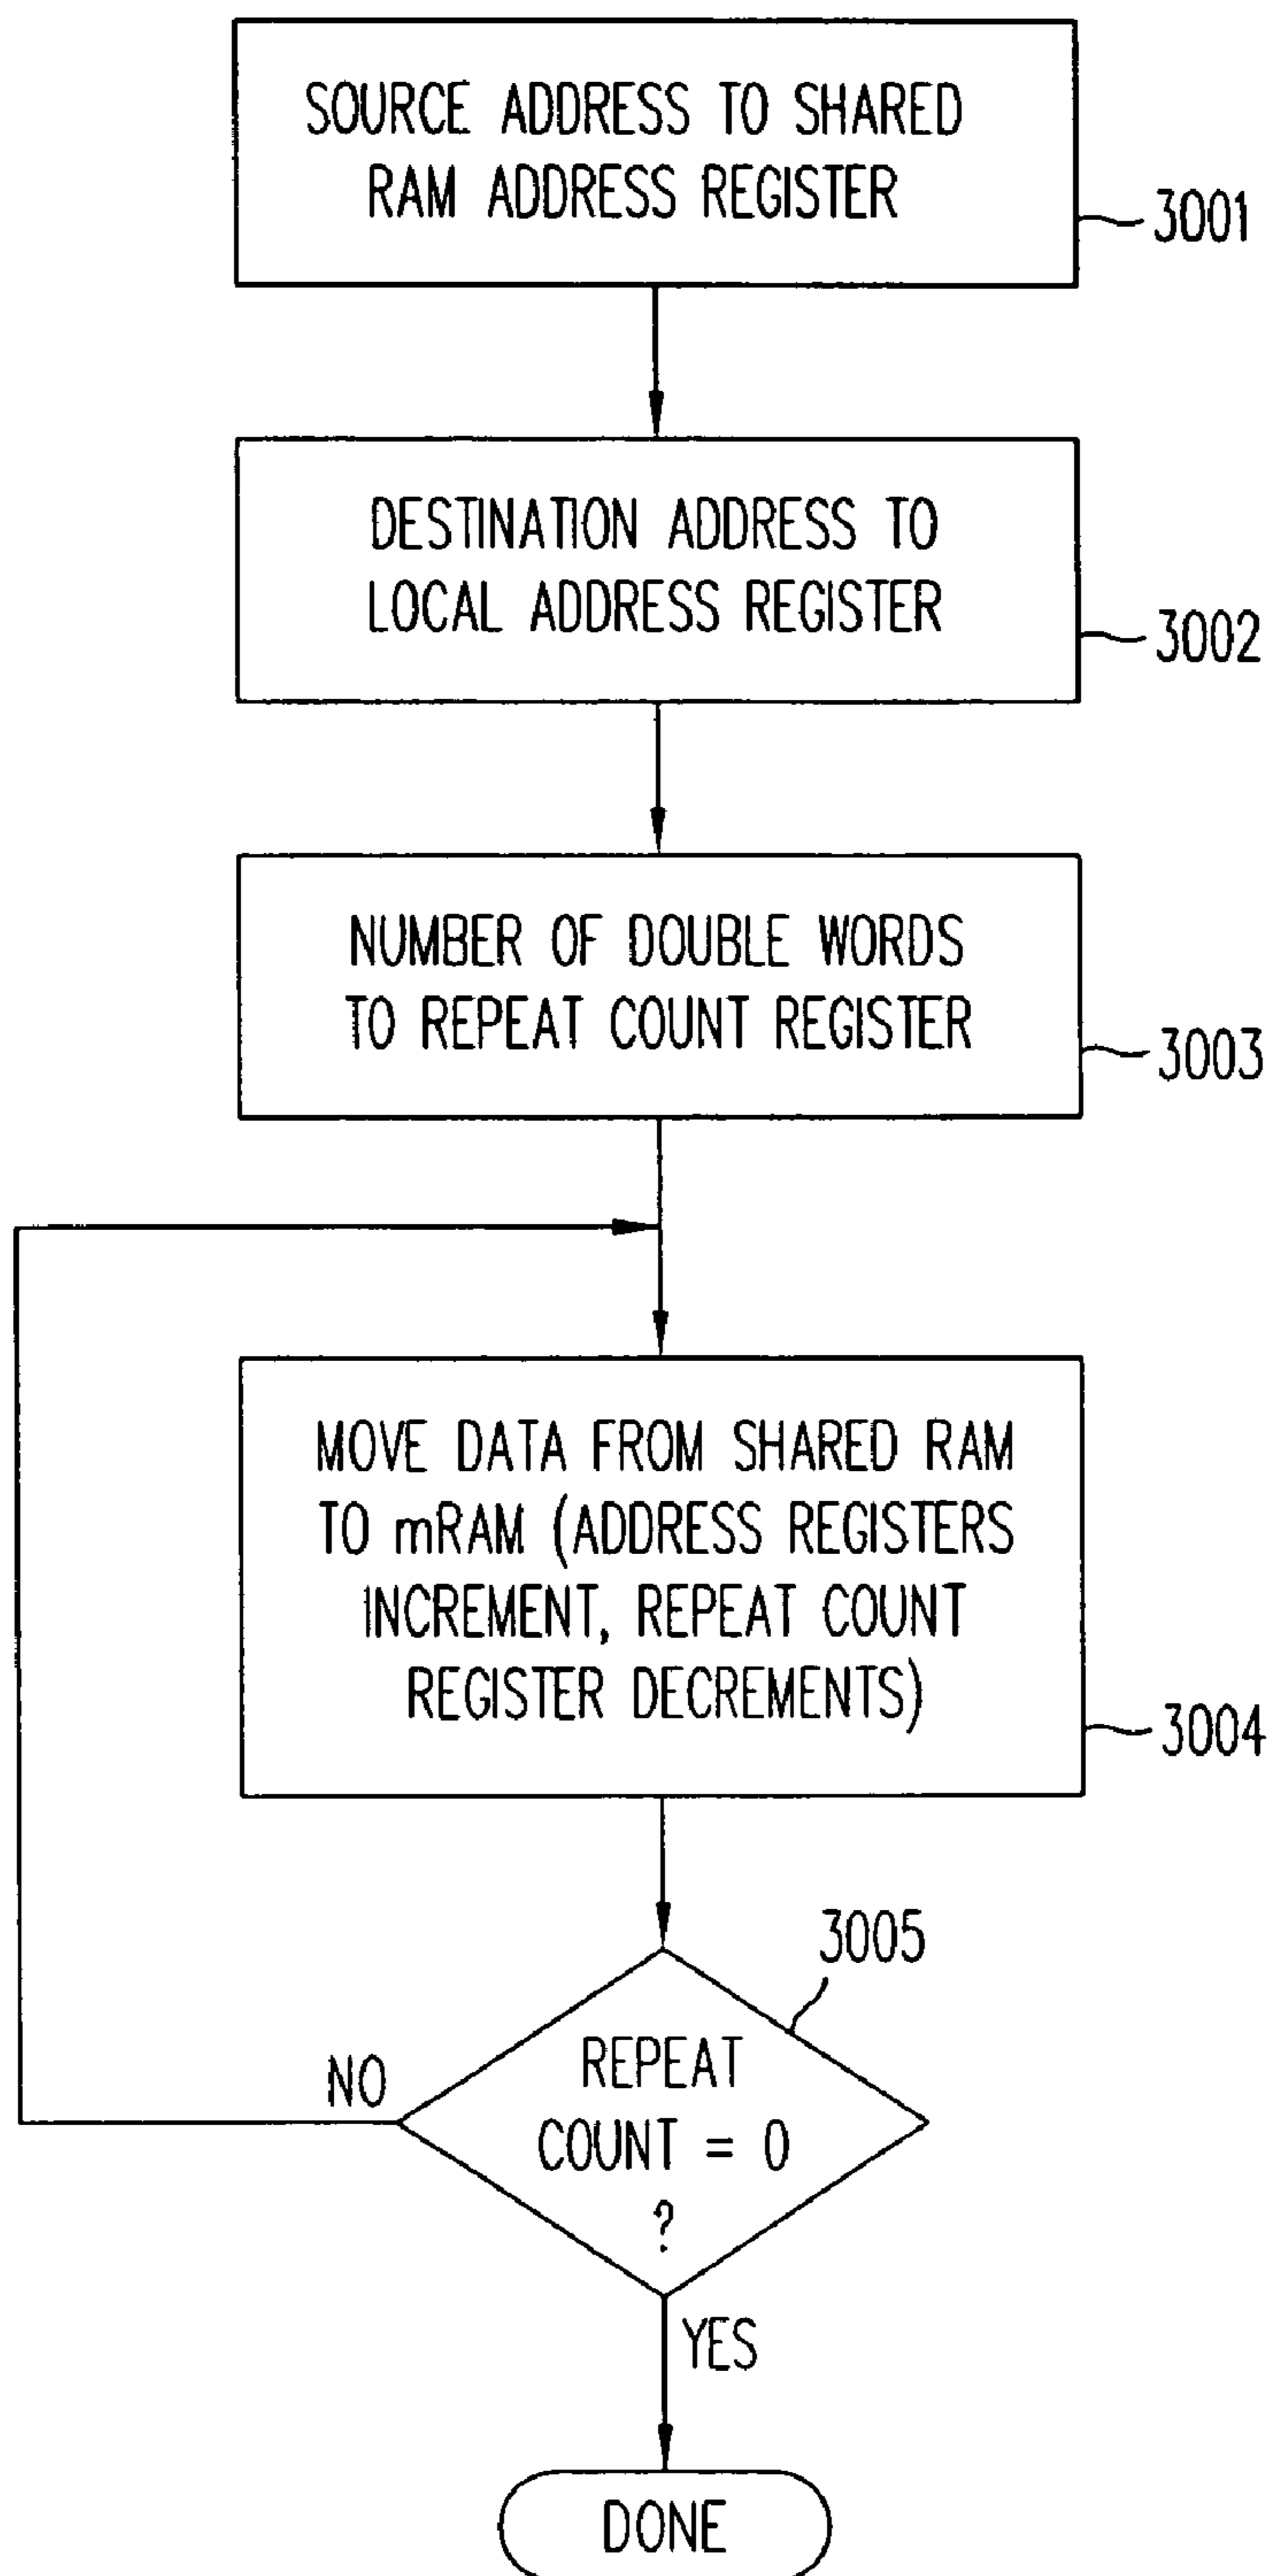 SOURCE ADDRESS TO SHARED
RAM ADDRESS REGISTER
3001
DESTINATION ADDRESS TO
LOCAL ADDRESS REGISTER
3002
NUMBER OF DOUBLE WORDS
TO REPEAT COUNT REGISTER
3003
MOVE DATA FROM SHARED RAM
TO mRAM (ADDRESS REGISTERS
INCREMENT, REPEAT COUNT
REGISTER DECREMENTS)
3004
3005
REPEAT
COUNT = 0
?
NO
YES
DONE